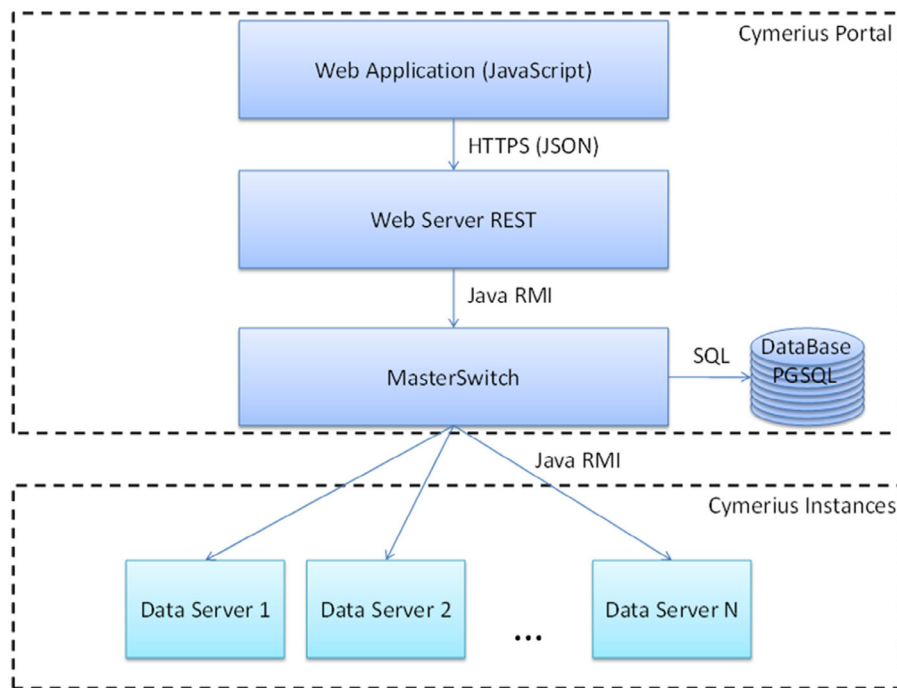 Cymerius Portal
Web Application (JavaScript)
HTTPS (JSON)
Web Server REST
Java RMI
MasterSwitch
SQL
DataBase
PGSQL
Java RMI
Cymerius Instances
Data Server 1
Data Server 2
...
Data Server N